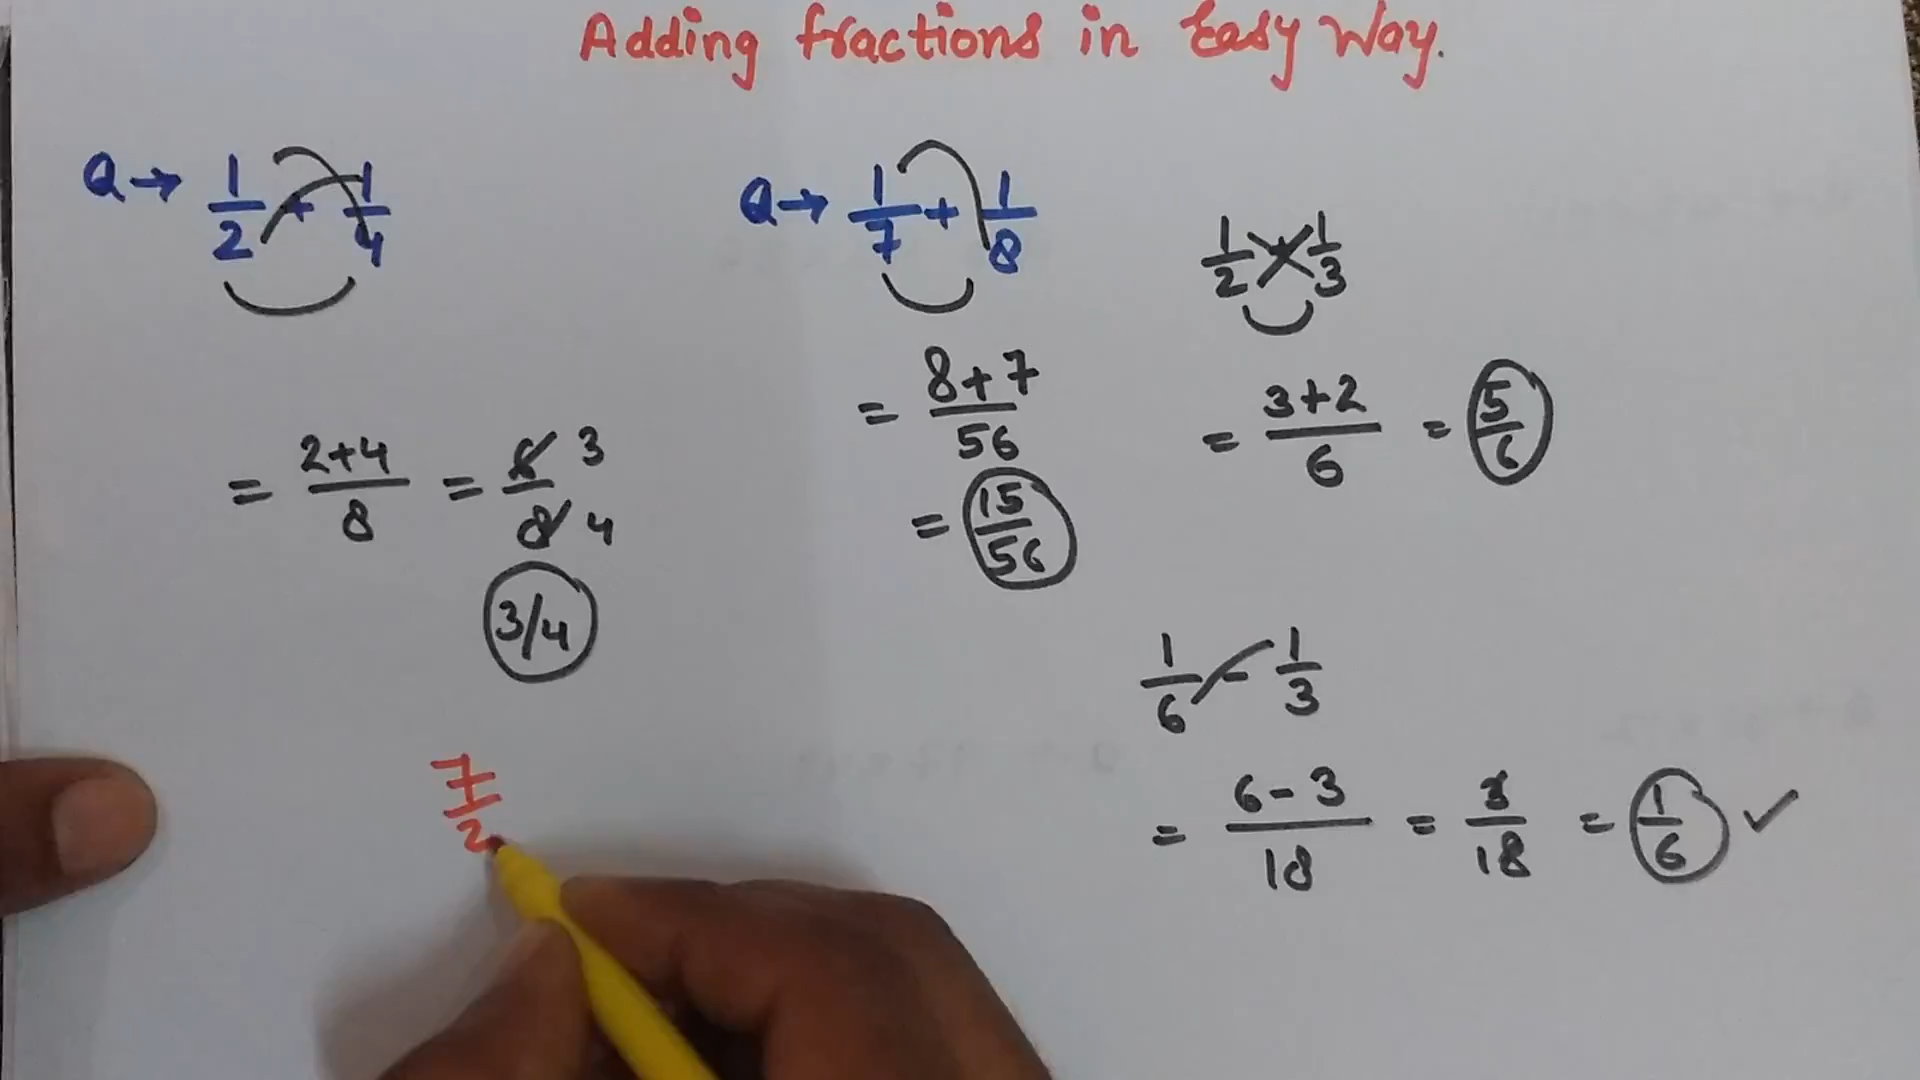 Adding fractions in Easy Way.
Q → 1/2 + 1/4
= 2+4/8 = 6/8 3/4
3/4
Q → 1/7 + 1/8
= 8+7/56
= 15/56
1/2 + 1/3
= 3+2/6 = 5/6
1/6 - 1/3
= 6-3/18 = 3/18 = 1/6 ✓
7/2